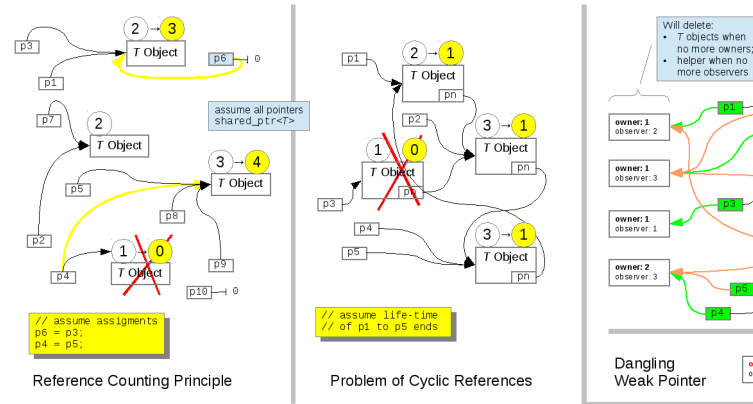 2 → 3
p3
T Object
p6
0
p1
p7
assume all pointers
shared_ptr<T>
2
T Object
3 → 4
p5
T Object
p8
p2
1 → 0
p4
T Object
p9
p10
0
// assume assigments
p6 = p3;
p4 = p5;
Reference Counting Principle
2 → 1
p1
T Object
pn
p2
3 → 1
1
0
T Object
T Object
pn
pn
p3
p4
3 → 1
p5
T Object
pn
// assume life-time
// of p1 to p5 ends
Problem of Cyclic References
Will delete:
• T objects when
no more owners;
• helper when no
more observers
p1
owner: 1
observer: 2
owner: 1
observer: 3
p3
owner: 1
observer: 1
owner: 2
observer: 3
p5
p4
Dangling
Weak Pointer